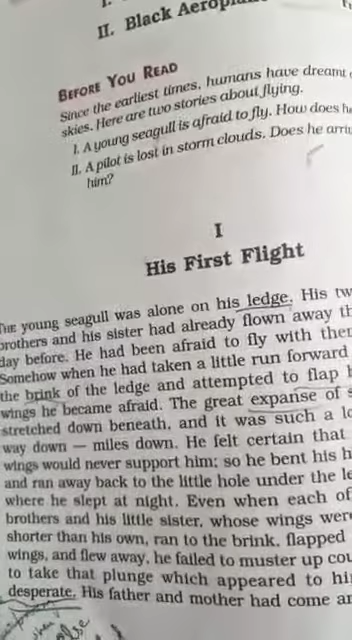 I.
II. Black Aeropla
BEFORE YOU READ
Since the earliest times, humans have dreamt
skies. Here are two stories about flying.
I. A young seagull is afraid to fly. How does he
II. A pilot is lost in storm clouds. Does he arri
him?
I
His First Flight
THE young seagull was alone on his ledge. His tw
brothers and his sister had already flown away th
day before. He had been afraid to fly with them
Somehow when he had taken a little run forward
the brink of the ledge and attempted to flap h
wings he became afraid. The great expanse of s
stretched down beneath, and it was such a lo
way down — miles down. He felt certain that
wings would never support him; so he bent his h
and ran away back to the little hole under the le
where he slept at night. Even when each of
brothers and his little sister, whose wings were
shorter than his own, ran to the brink, flapped
wings, and flew away, he failed to muster up cou
to take that plunge which appeared to hi
desperate. His father and mother had come ar
else